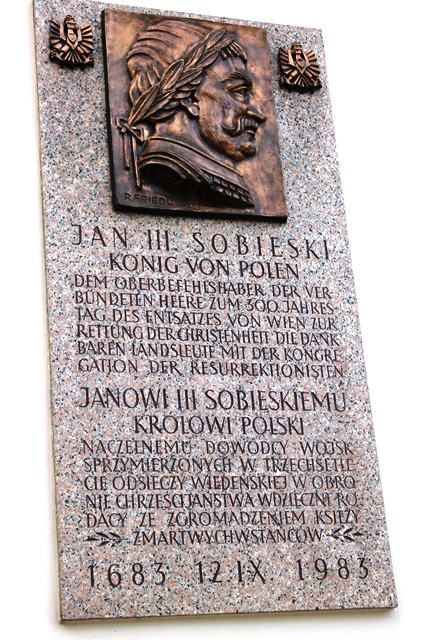 R. FRIEDL
JAN III. SOBIESKI
KÖNIG VON POLEN
DEM OBERBEFEHLSHABER DER VER
BÜNDETEN HEERE ZUM 300. JAHRES
TAG DES ENTSATZES VON WIEN ZUR
RETTUNG DER CHRISTENHEIT DIE DANK
BAREN LANDSLEUTE MIT DER KONGRE
GATION DER RESURREKTIONISTEN
JANOWI III SOBIESKIEMU
KRÓLOWI POLSKI
NACZELNEMU DOWÓDCY WOJSK
SPRZYMIERZONYCH W TRZECHSETLE
CIE ODSIECZY WIEDEŃSKIEJ W OBRO
NIE CHRZEŚCIJAŃSTWA WDZIĘCZNI RO
DACY ZE ZGROMADZENIEM KSIĘŻY
ZMARTWYCHWSTAŃCÓW
1683 12.IX. 1983